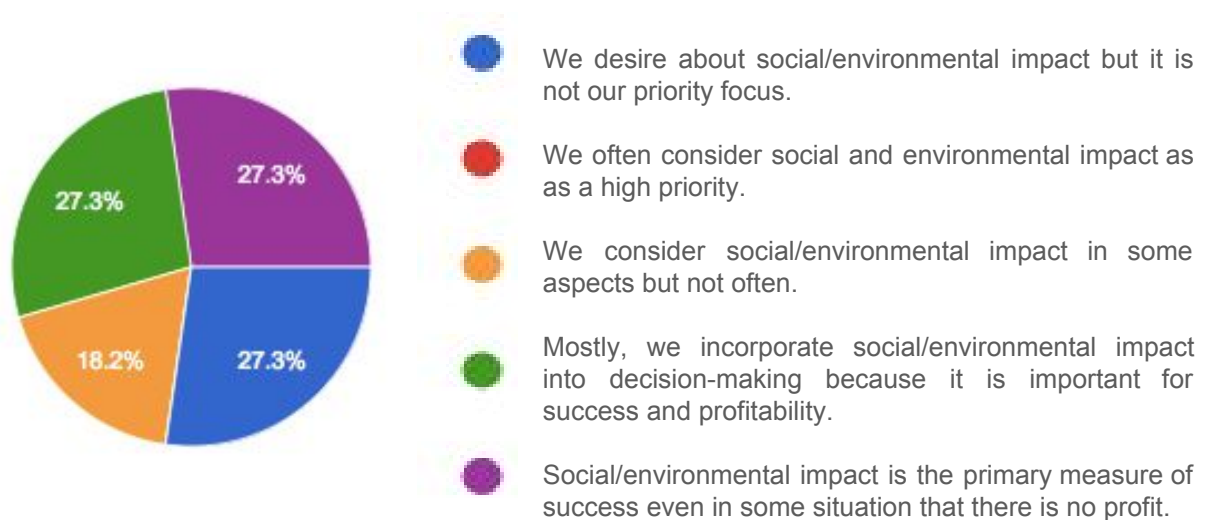 We desire about social/environmental impact but it is
not our priority focus.
We often consider social and environmental impact as
as a high priority.
We consider social/environmental impact in some
aspects but not often.
Mostly, we incorporate social/environmental impact
into decision-making because it is important for
success and profitability.
Social/environmental impact is the primary measure of
success even in some situation that there is no profit.
27.3%
27.3%
18.2%
27.3%